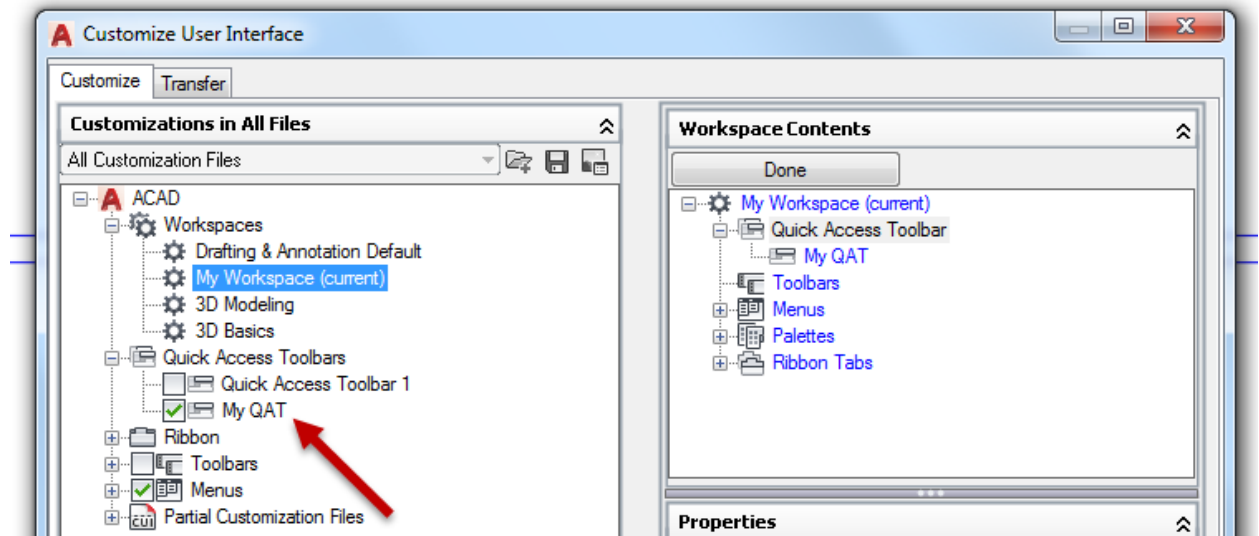 Customize User Interface
Customize Transfer
Customizations in All Files
All Customization Files
ACAD
Workspaces
Drafting & Annotation Default
My Workspace (current)
3D Modeling
3D Basics
Quick Access Toolbars
Quick Access Toolbar 1
My QAT
Ribbon
Toolbars
Menus
CUI Partial Customization Files
Workspace Contents
Done
My Workspace (current)
Quick Access Toolbar
My QAT
Toolbars
Menus
Palettes
Ribbon Tabs
Properties